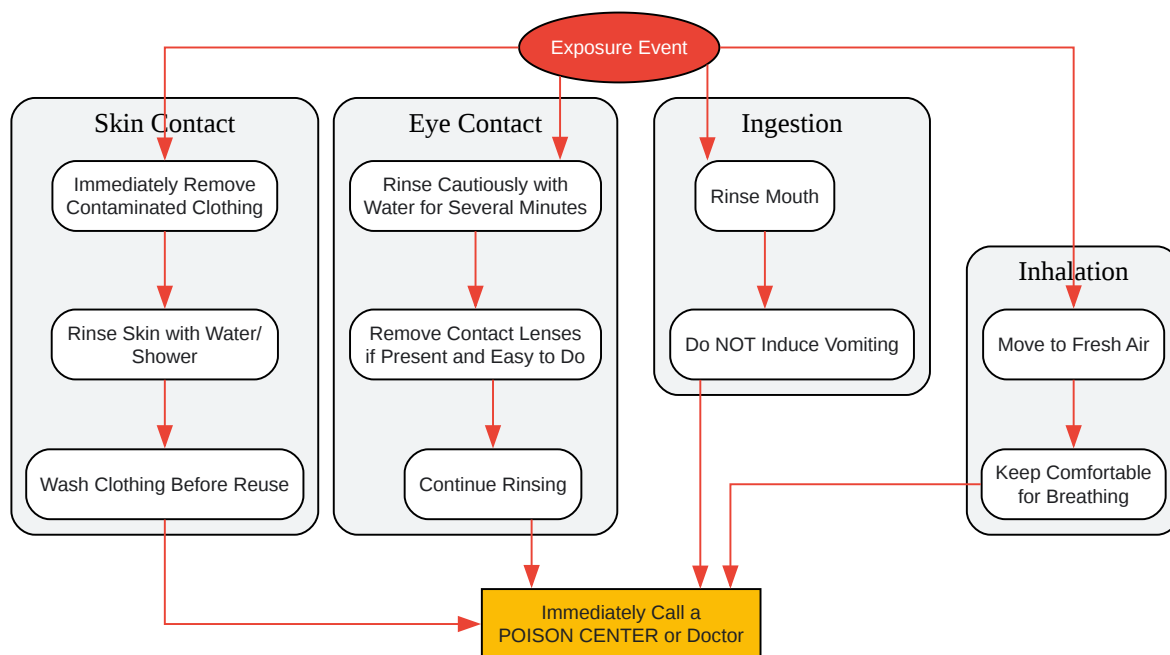 Exposure Event
Skin Contact
Immediately Remove
Contaminated Clothing
Rinse Skin with Water/
Shower
Wash Clothing Before Reuse
Eye Contact
Rinse Cautiously with
Water for Several Minutes
Remove Contact Lenses
if Present and Easy to Do
Continue Rinsing
Ingestion
Rinse Mouth
Do NOT Induce Vomiting
Inhalation
Move to Fresh Air
Keep Comfortable
for Breathing
Immediately Call a
POISON CENTER or Doctor